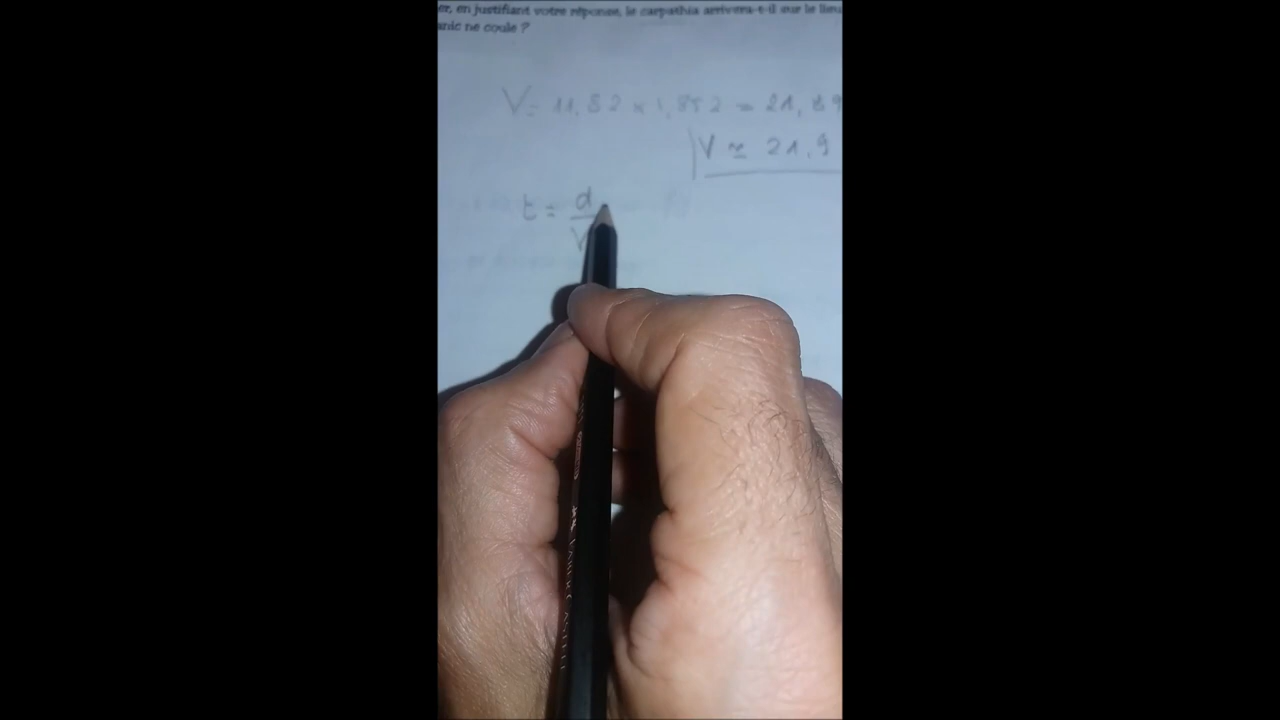 er, en justifiant votre réponse, le carpathia arrivera-t-il sur le lieu
anic ne coule ?
V = 11,82 x 1,852 = 21,89
V ≃ 21,9
t = d
V